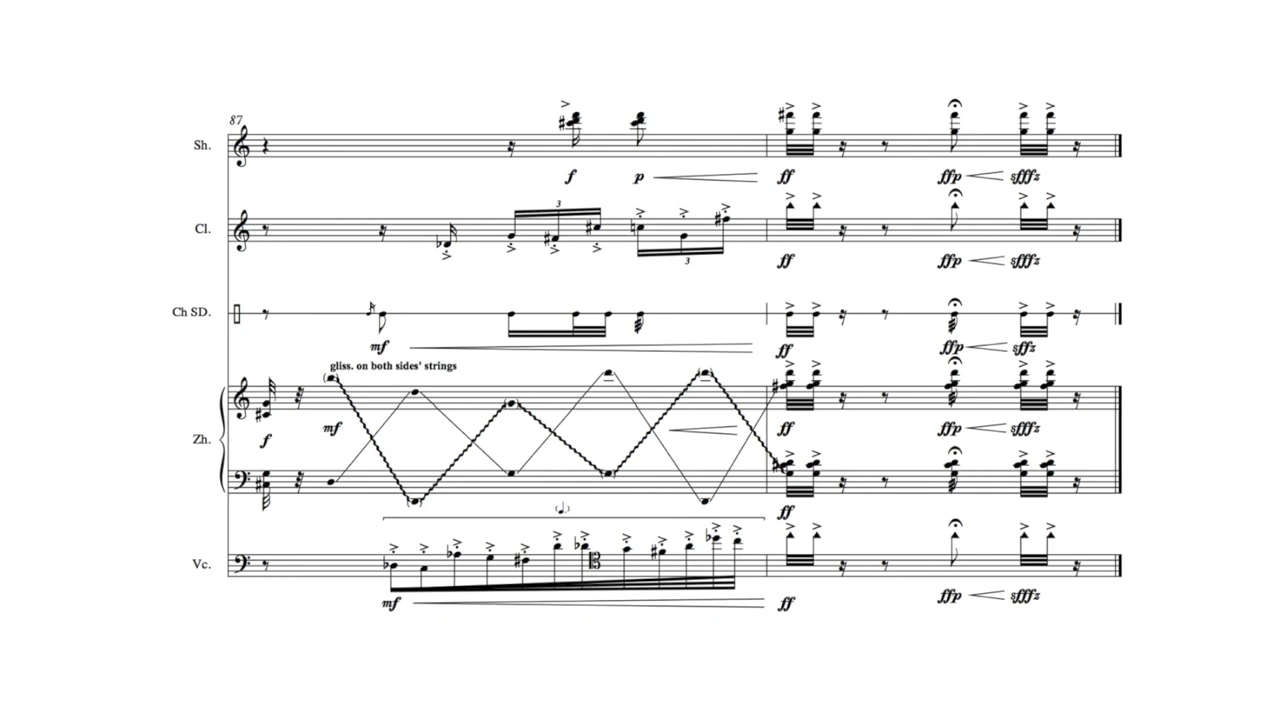 87
Sh.
f p ff ffp sfffz
3
Cl.
3
ff ffp sfffz
Ch SD.
mf ff ffp sffz
gliss. on both sides' strings
mf ff ffp sfffz
Zh.
f
ff
Vc.
mf ff ffp sfffz